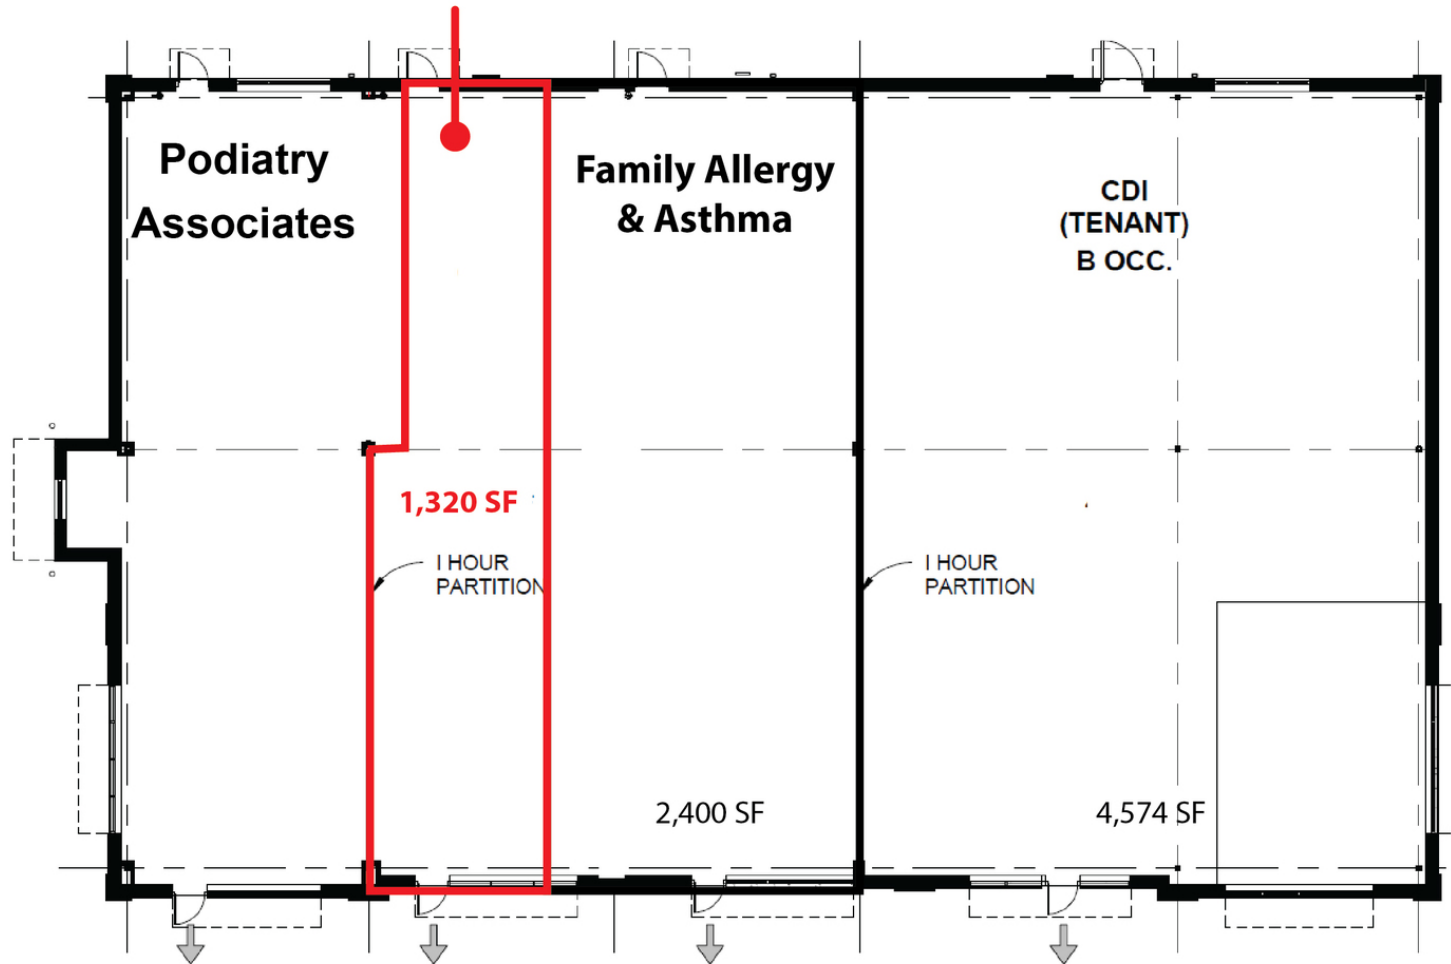 Podiatry
Associates
Family Allergy
& Asthma
CDI
(TENANT)
B OCC.
1,320 SF
I HOUR
PARTITION
I HOUR
PARTITION
2,400 SF
4,574 SF